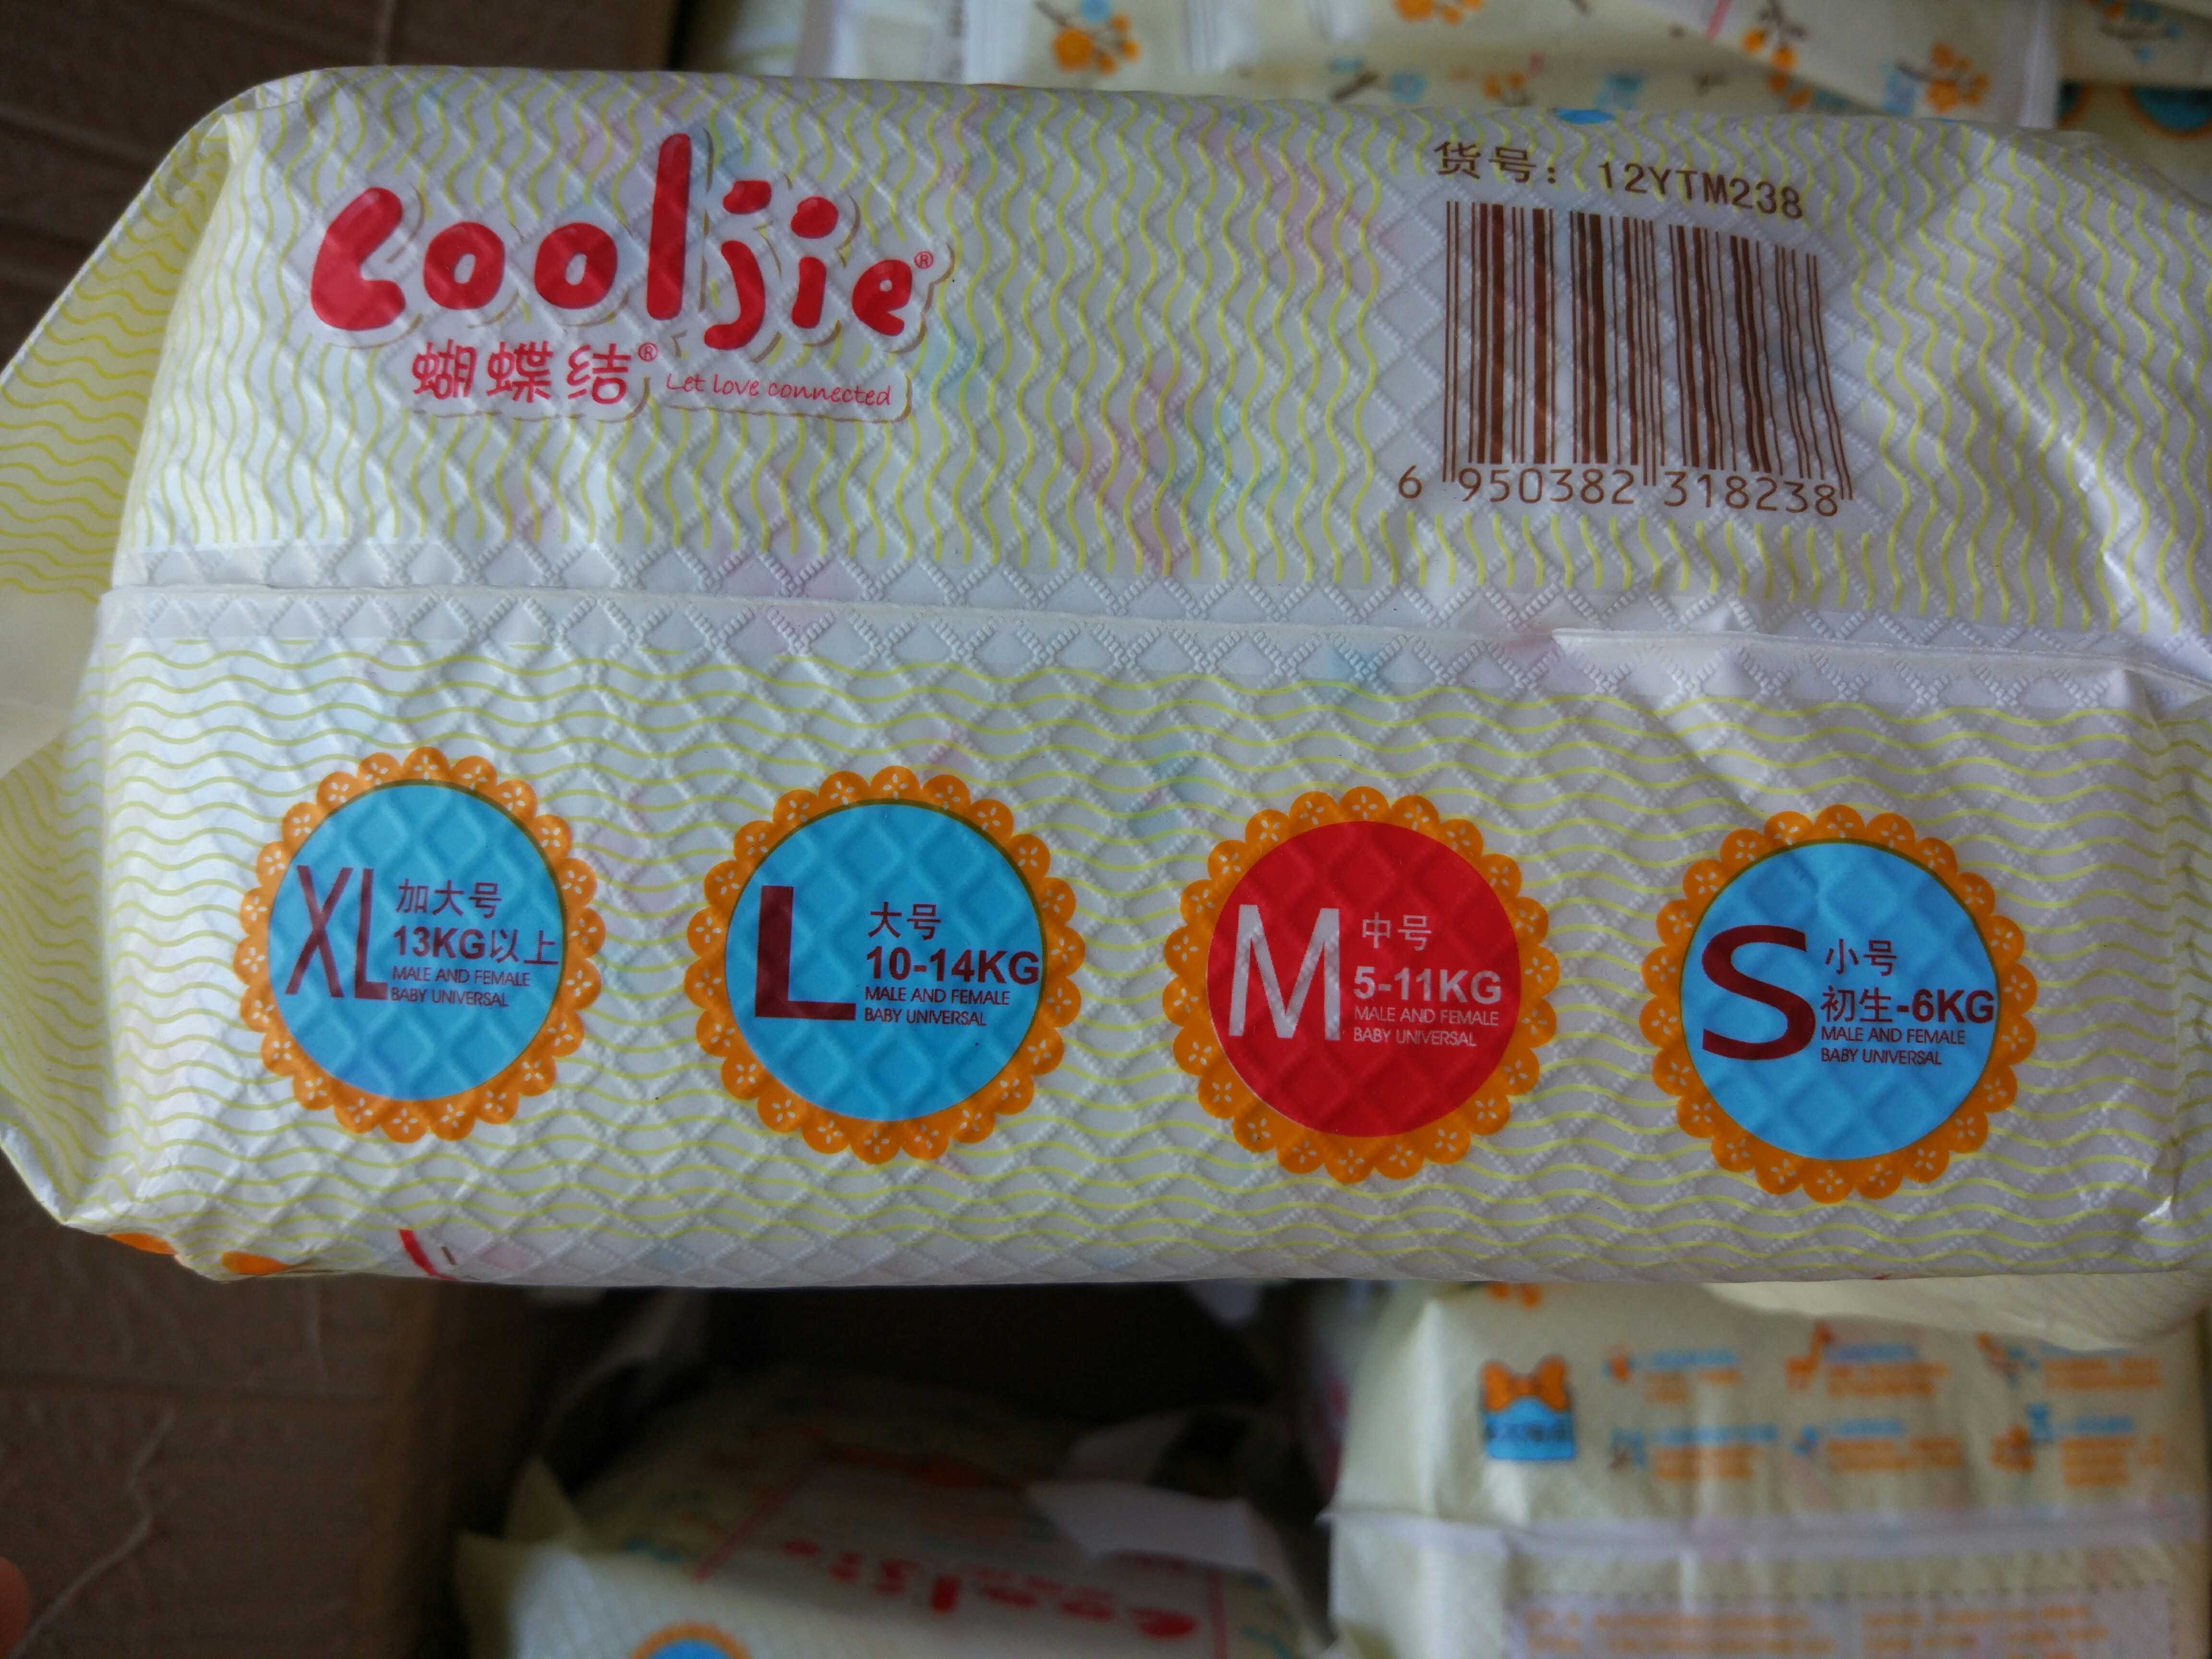 Cooljie®
蝴蝶结®
Let love connected
货号：12YTM238
6 950382 318238
XL
加大号
13KG以上
MALE AND FEMALE
BABY UNIVERSAL
L
大号
10-14KG
MALE AND FEMALE
BABY UNIVERSAL
M
中号
5-11KG
MALE AND FEMALE
BABY UNIVERSAL
S
小号
初生-6KG
MALE AND FEMALE
BABY UNIVERSAL